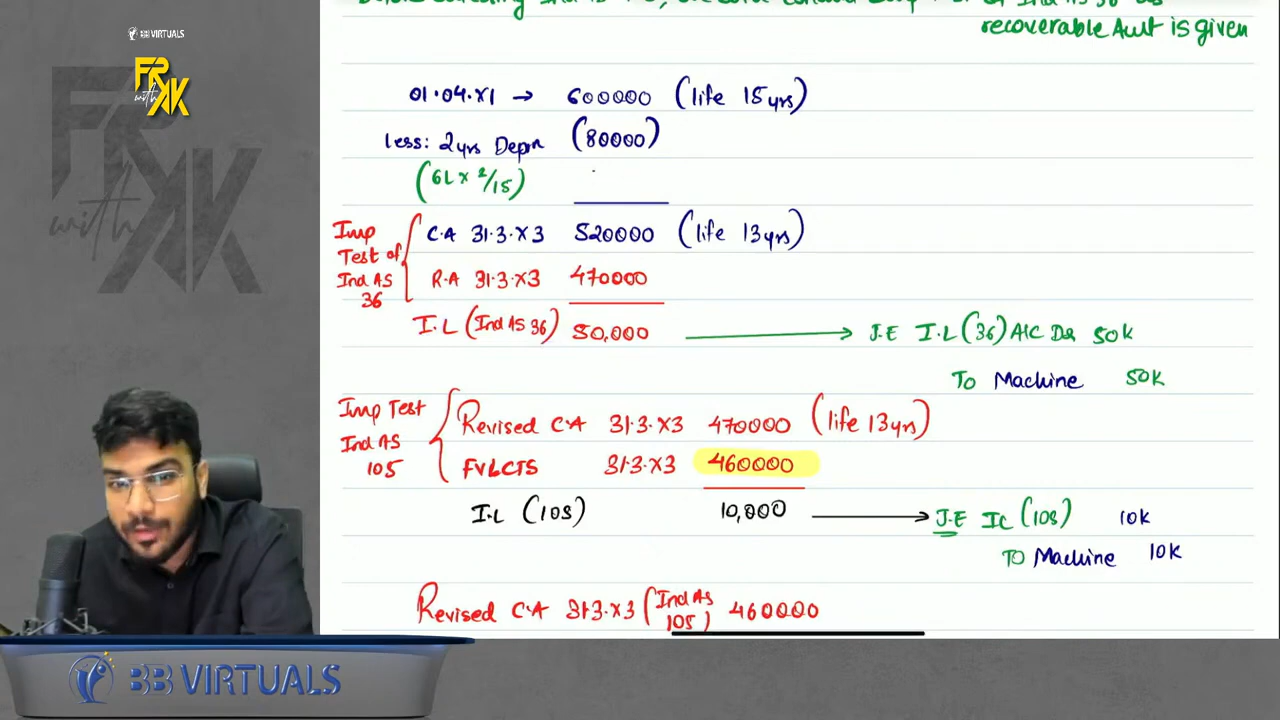 recoverable Amt is given
BB VIRTUALS
FR
with
AK
01.04.X1 → 600000 (life 15yrs)
less: 2yrs Deprn (80000)
(6L x 2/15)
Imp Test of Ind AS 36
C.A 31.3.X3 520000 (life 13yrs)
R.A 31.3.X3 470000
I.L (Ind AS 36) 50,000 → J.E I.L (36) A/C Dr 50K
To Machine 50K
Imp Test Ind AS 105
Revised C.A 31.3.X3 470000 (life 13yrs)
FVLCTS 31.3.X3 460000
I.L (105) 10,000 → J.E IL (105) 10K
To Machine 10K
Revised C.A 31.3.X3 (Ind As 105) 460000
BB VIRTUALS